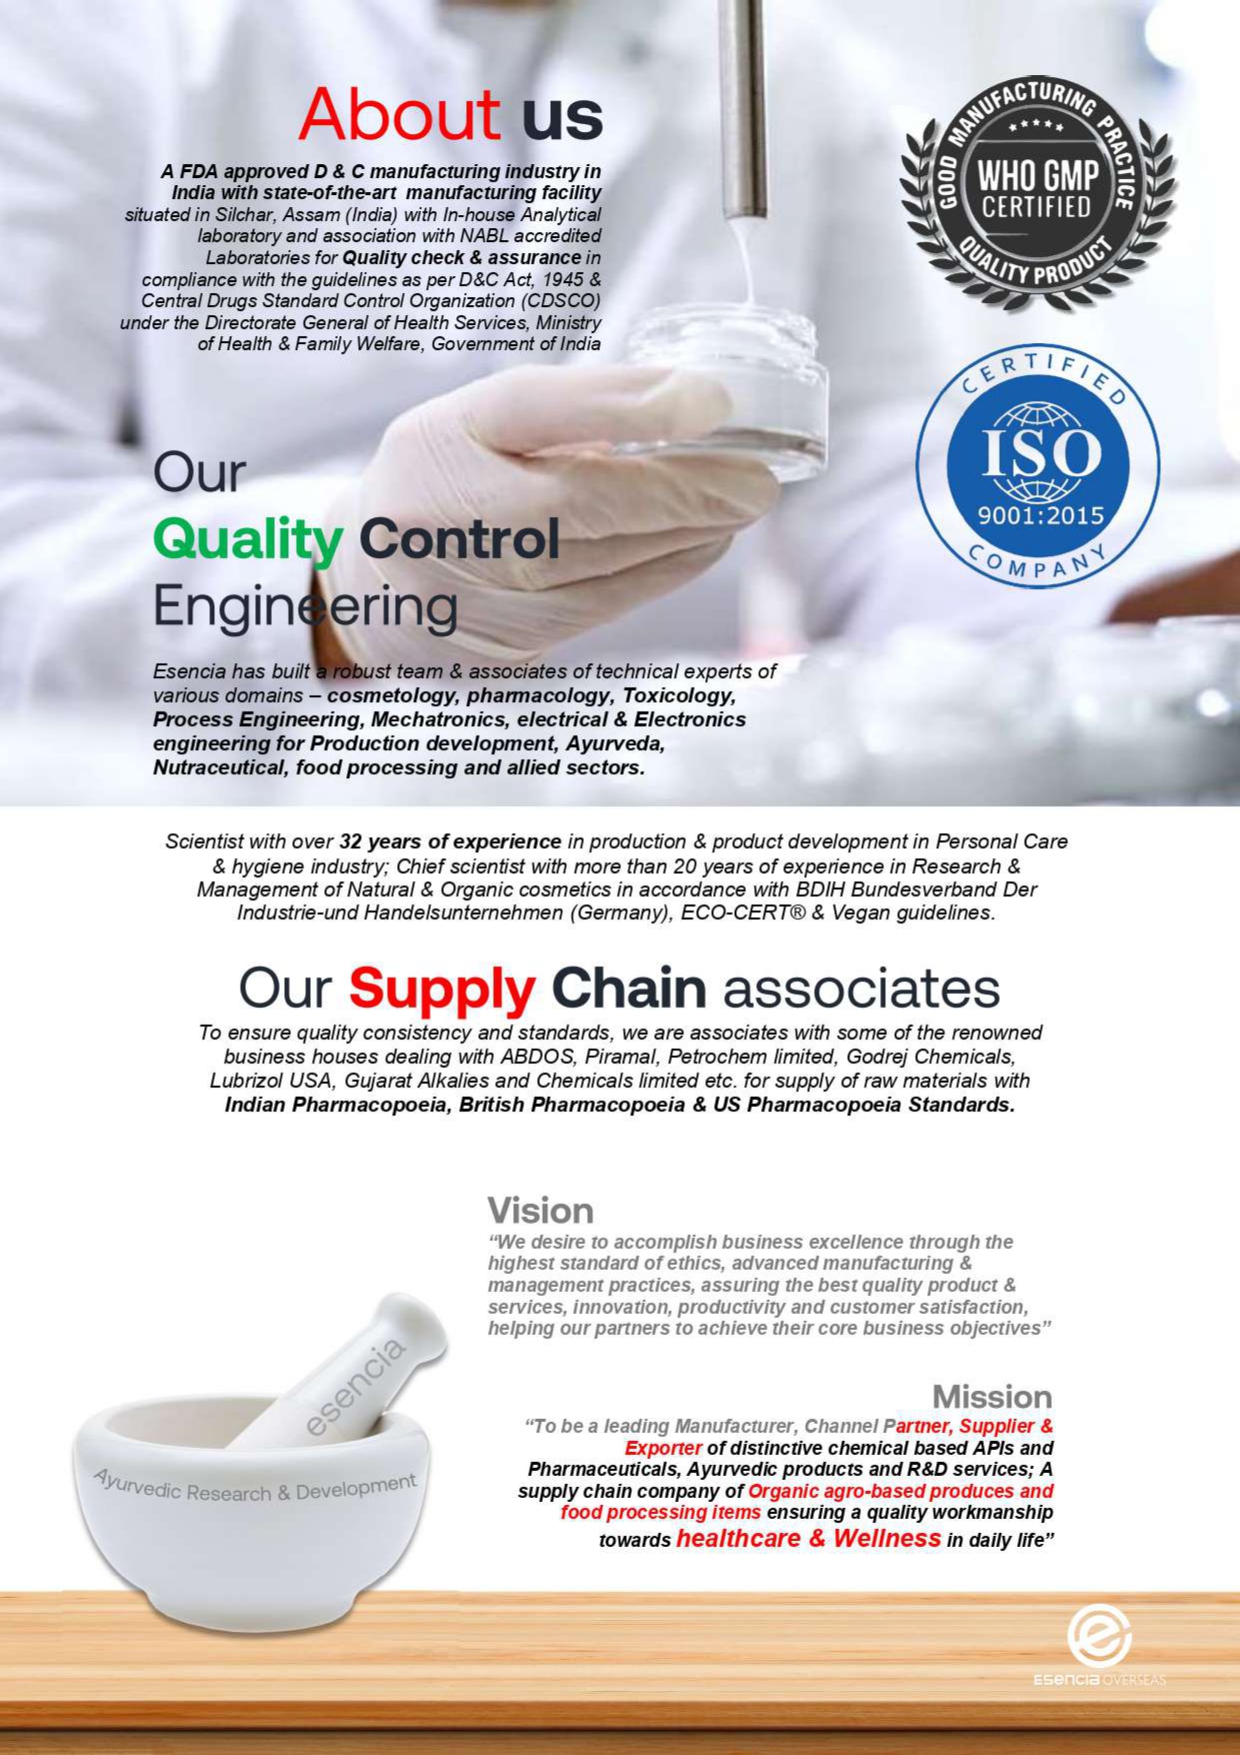 About us
A FDA approved D & C manufacturing industry in
India with state-of-the-art manufacturing facility
situated in Silchar, Assam (India) with In-house Analytical
laboratory and association with NABL accredited
Laboratories for Quality check & assurance in
compliance with the guidelines as per D&C Act, 1945 &
Central Drugs Standard Control Organization (CDSCO)
under the Directorate General of Health Services, Ministry
of Health & Family Welfare, Government of India
GOOD MANUFACTURING PRACTICE
WHO GMP
CERTIFIED
QUALITY PRODUCT
CERTIFIED
ISO
9001:2015
COMPANY
Our
Quality Control
Engineering
Esencia has built a robust team & associates of technical experts of
various domains – cosmetology, pharmacology, Toxicology,
Process Engineering, Mechatronics, electrical & Electronics
engineering for Production development, Ayurveda,
Nutraceutical, food processing and allied sectors.
Scientist with over 32 years of experience in production & product development in Personal Care
& hygiene industry; Chief scientist with more than 20 years of experience in Research &
Management of Natural & Organic cosmetics in accordance with BDIH Bundesverband Der
Industrie-und Handelsunternehmen (Germany), ECO-CERT® & Vegan guidelines.
Our Supply Chain associates
To ensure quality consistency and standards, we are associates with some of the renowned
business houses dealing with ABDOS, Piramal, Petrochem limited, Godrej Chemicals,
Lubrizol USA, Gujarat Alkalies and Chemicals limited etc. for supply of raw materials with
Indian Pharmacopoeia, British Pharmacopoeia & US Pharmacopoeia Standards.
Vision
“We desire to accomplish business excellence through the
highest standard of ethics, advanced manufacturing &
management practices, assuring the best quality product &
services, innovation, productivity and customer satisfaction,
helping our partners to achieve their core business objectives”
Mission
“To be a leading Manufacturer, Channel Partner, Supplier &
Exporter of distinctive chemical based APIs and
Pharmaceuticals, Ayurvedic products and R&D services; A
supply chain company of Organic agro-based produces and
food processing items ensuring a quality workmanship
towards healthcare & Wellness in daily life”
esencia
Ayurvedic Research & Development
Esencia OVERSEAS